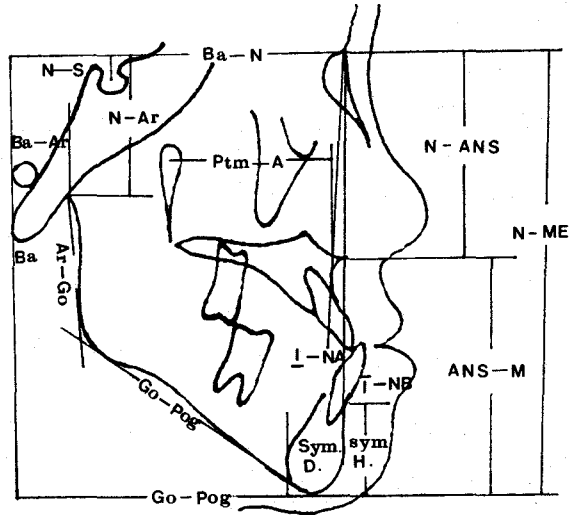 Ba–N
N–S
N–Ar
Ba–Ar
N–ANS
Ptm–A
N–ME
Ba
Ar–Go
I–NA
I–NB
ANS–M
Go–Pog
Sym. D.
sym H.
Go–Pog